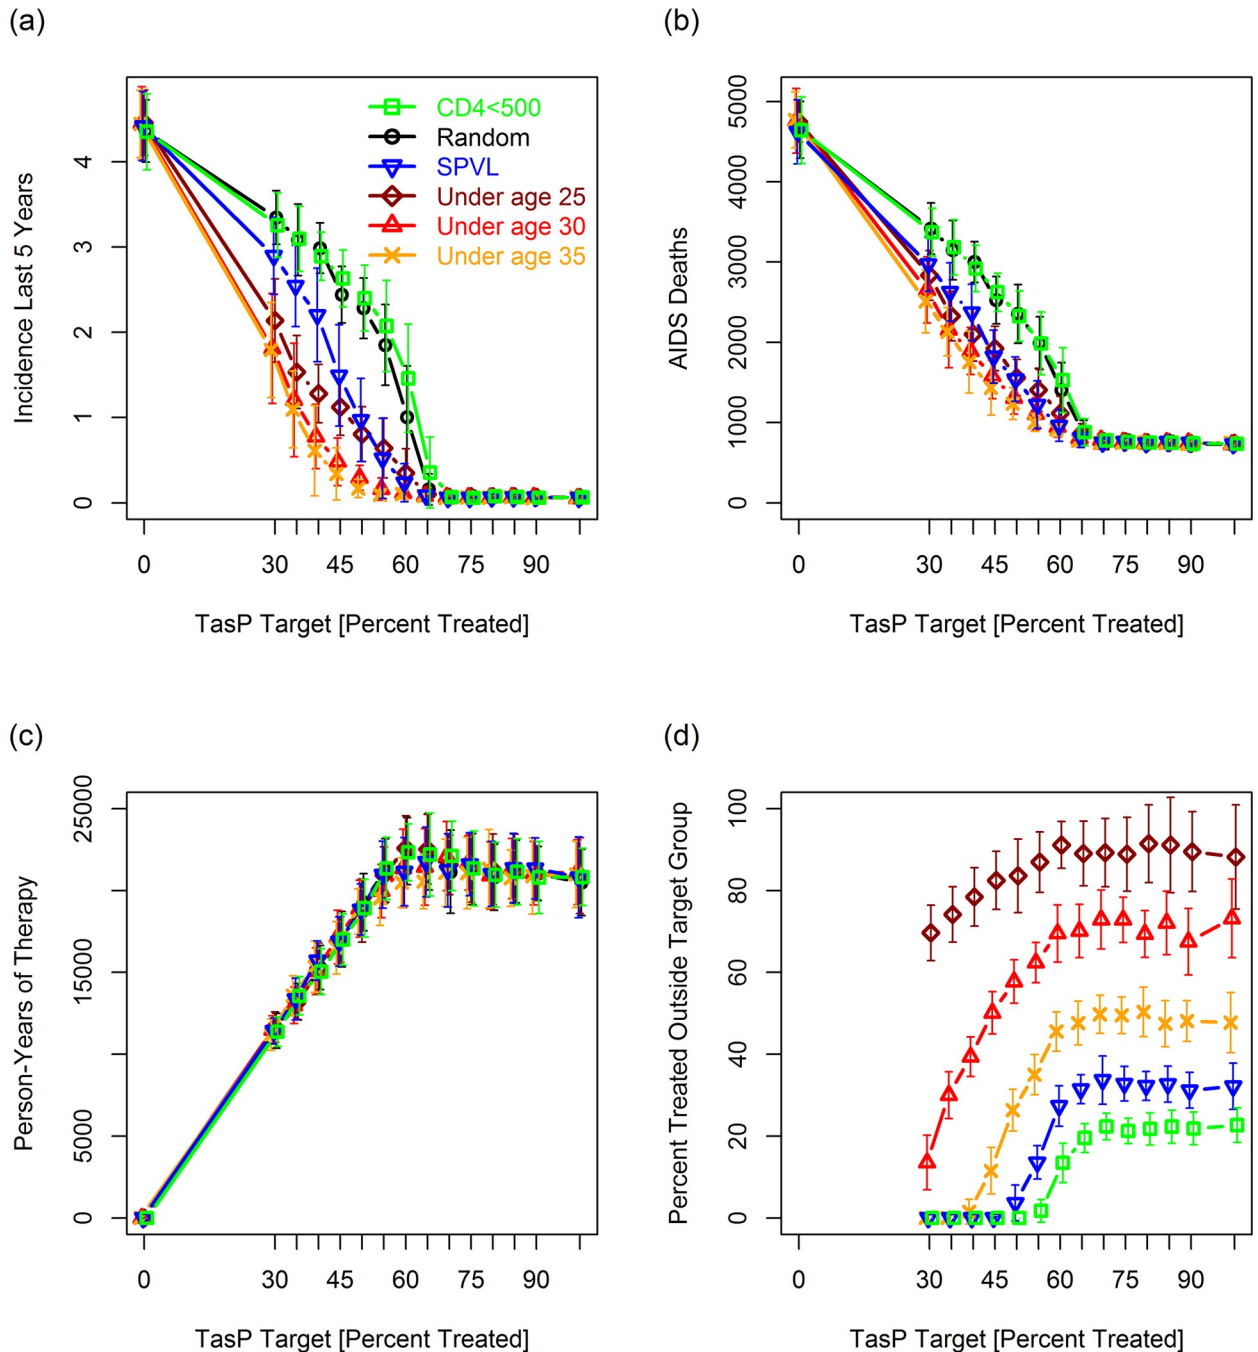 (a)
Incidence Last 5 Years
4
3
2
1
0
CD4<500
Random
SPVL
Under age 25
Under age 30
Under age 35
0 30 45 60 75 90
TasP Target [Percent Treated]
(b)
AIDS Deaths
5000
4000
3000
2000
1000
0
0 30 45 60 75 90
TasP Target [Percent Treated]
(c)
Person-Years of Therapy
25000
15000
5000
0
0 30 45 60 75 90
TasP Target [Percent Treated]
(d)
Percent Treated Outside Target Group
100
80
60
40
20
0
0 30 45 60 75 90
TasP Target [Percent Treated]